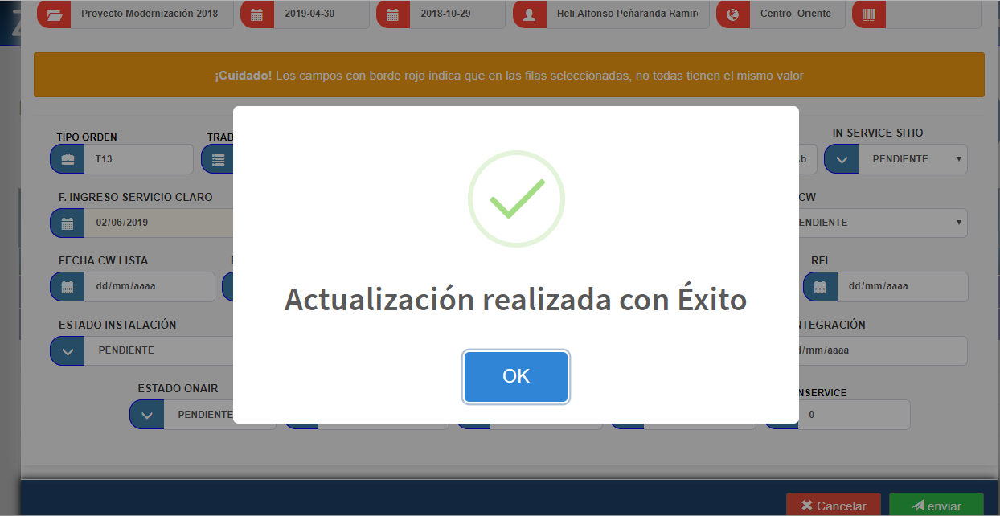 Proyecto Modernización 2018
2019-04-30
2018-10-29
Heli Alfonso Peñaranda
Centro_Oriente
¡Cuidado! Los campos con borde rojo indica que en las filas seleccionadas, no todas tienen el mismo valor
TIPO ORDEN
TRAB
IN SERVICE SITIO
T13
PENDIENTE
F. INGRESO SERVICIO CLARO
CW
02/06/2019
ENDIENTE
FECHA CW LISTA
RFI
dd/mm/aaaa
dd/mm/aaaa
ESTADO INSTALACIÓN
NTEGRACIÓN
PENDIENTE
/mm/aaaa
ESTADO ONAIR
NSERVICE
PENDIENTE
0
Actualización realizada con Éxito
OK
Cancelar
enviar